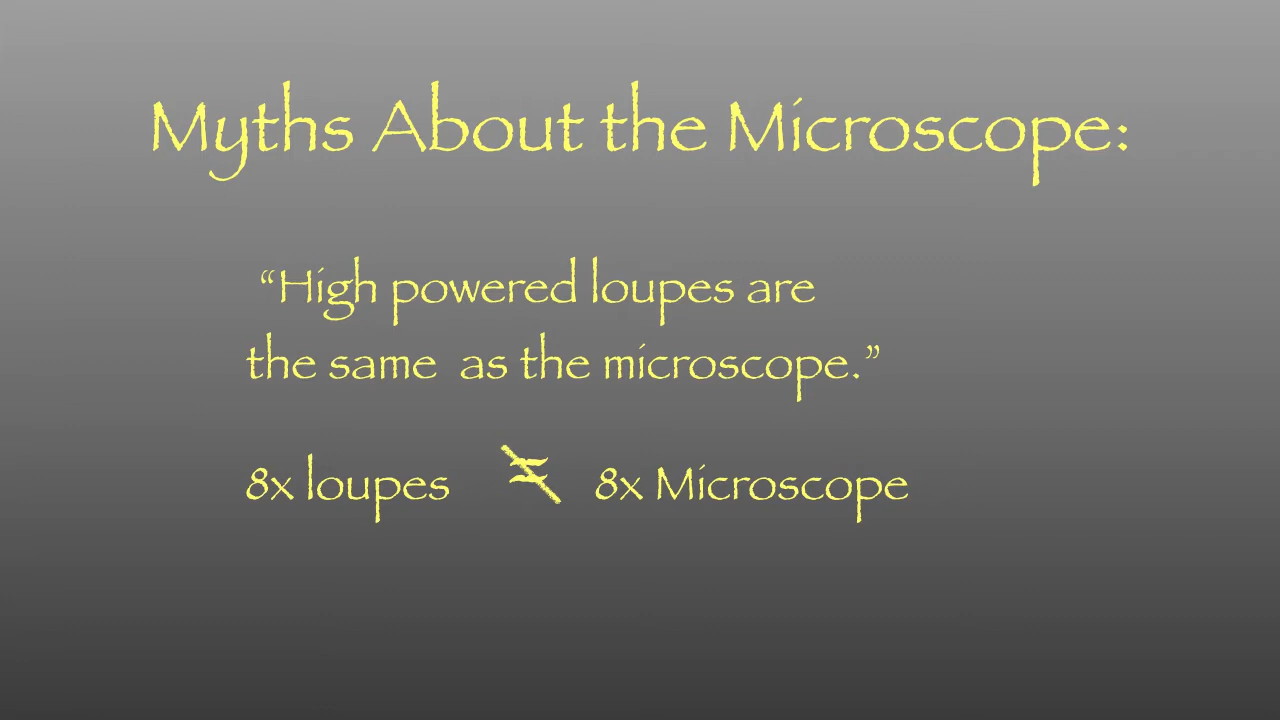 Myths About the Microscope:
“High powered loupes are
the same as the microscope.”
8x loupes ≠ 8x Microscope